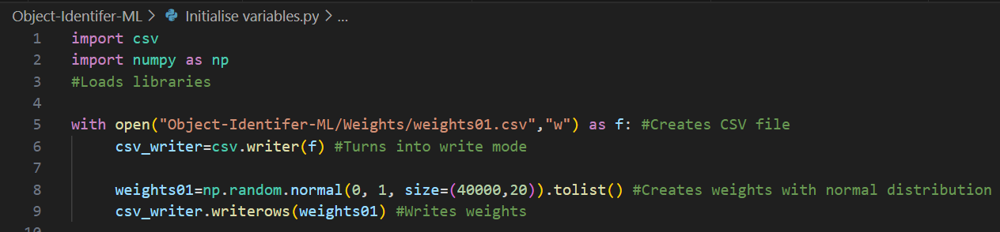 Object-Identifer-ML > Initialise variables.py > ...
1 import csv
2 import numpy as np
3 #Loads libraries
4
5 with open("Object-Identifer-ML/Weights/weights01.csv","w") as f: #Creates CSV file
6 csv_writer=csv.writer(f) #Turns into write mode
7
8 weights01=np.random.normal(0, 1, size=(40000,20)).tolist() #Creates weights with normal distribution
9 csv_writer.writerows(weights01) #Writes weights
10